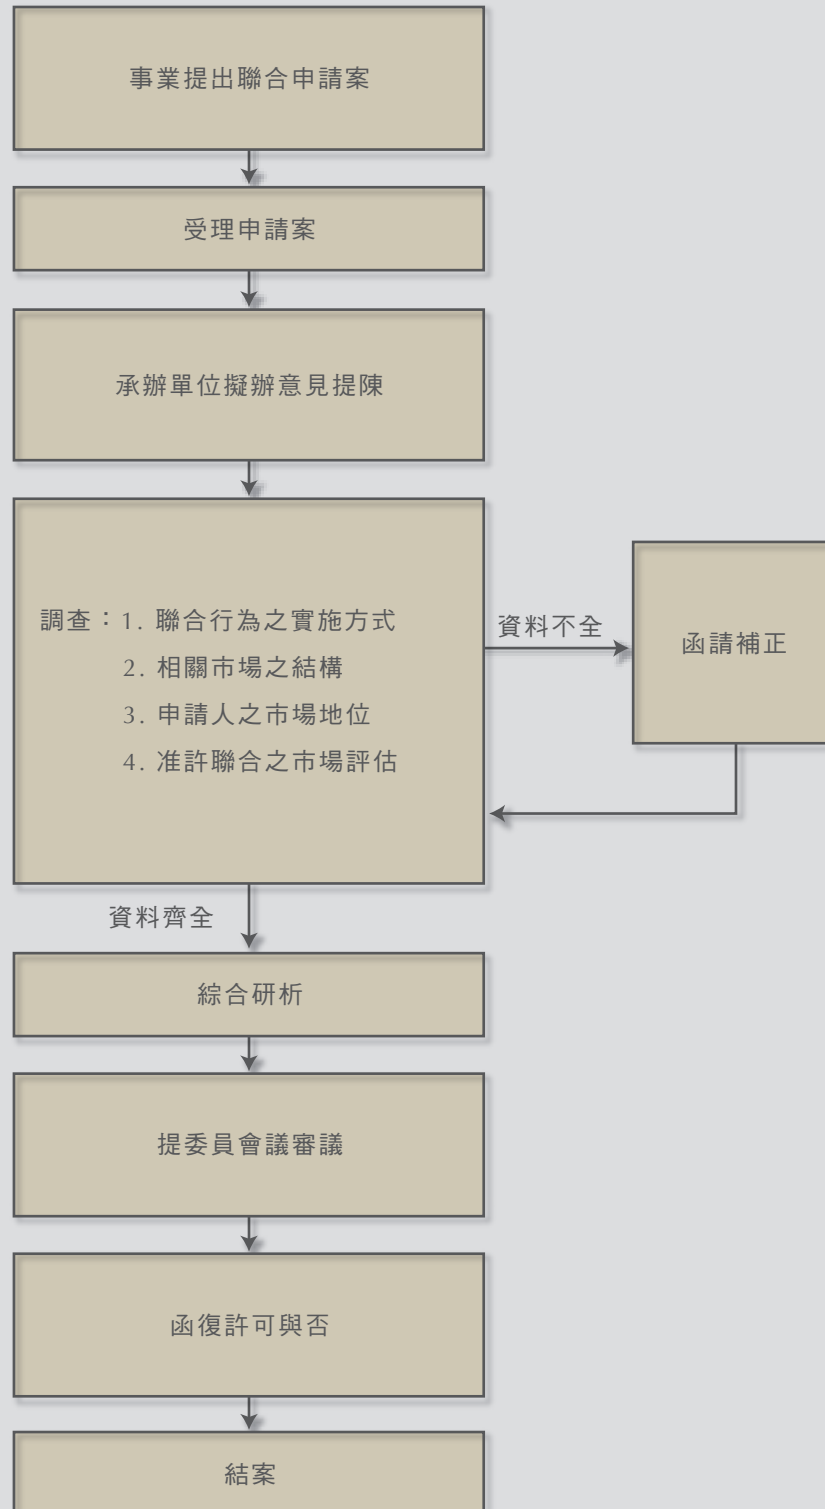 事業提出聯合申請案
受理申請案
承辦單位擬辦意見提陳
調查：1. 聯合行為之實施方式
2. 相關市場之結構
3. 申請人之市場地位
4. 准許聯合之市場評估
資料不全
函請補正
資料齊全
綜合研析
提委員會議審議
函復許可與否
結案